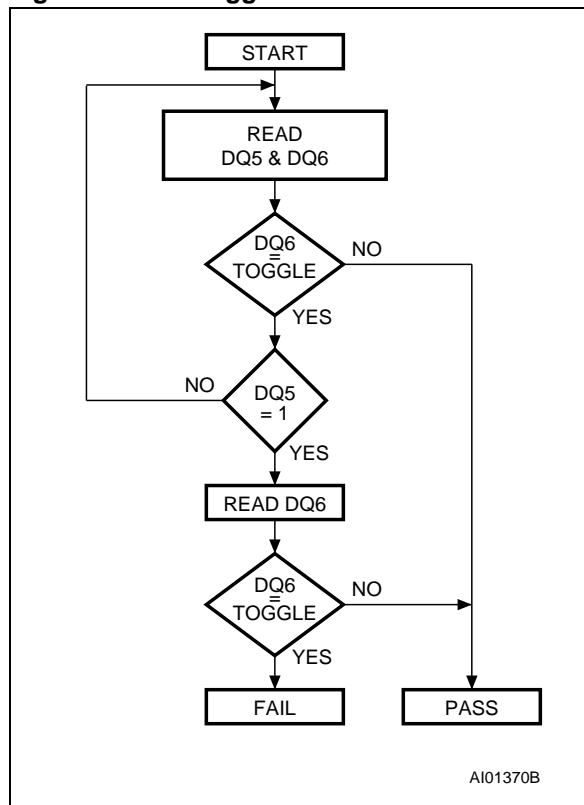 START
READ
DQ5 & DQ6
DQ6
=
TOGGLE
NO
YES
NO
DQ5
= 1
YES
READ DQ6
DQ6
=
TOGGLE
NO
YES
FAIL
PASS
AI01370B